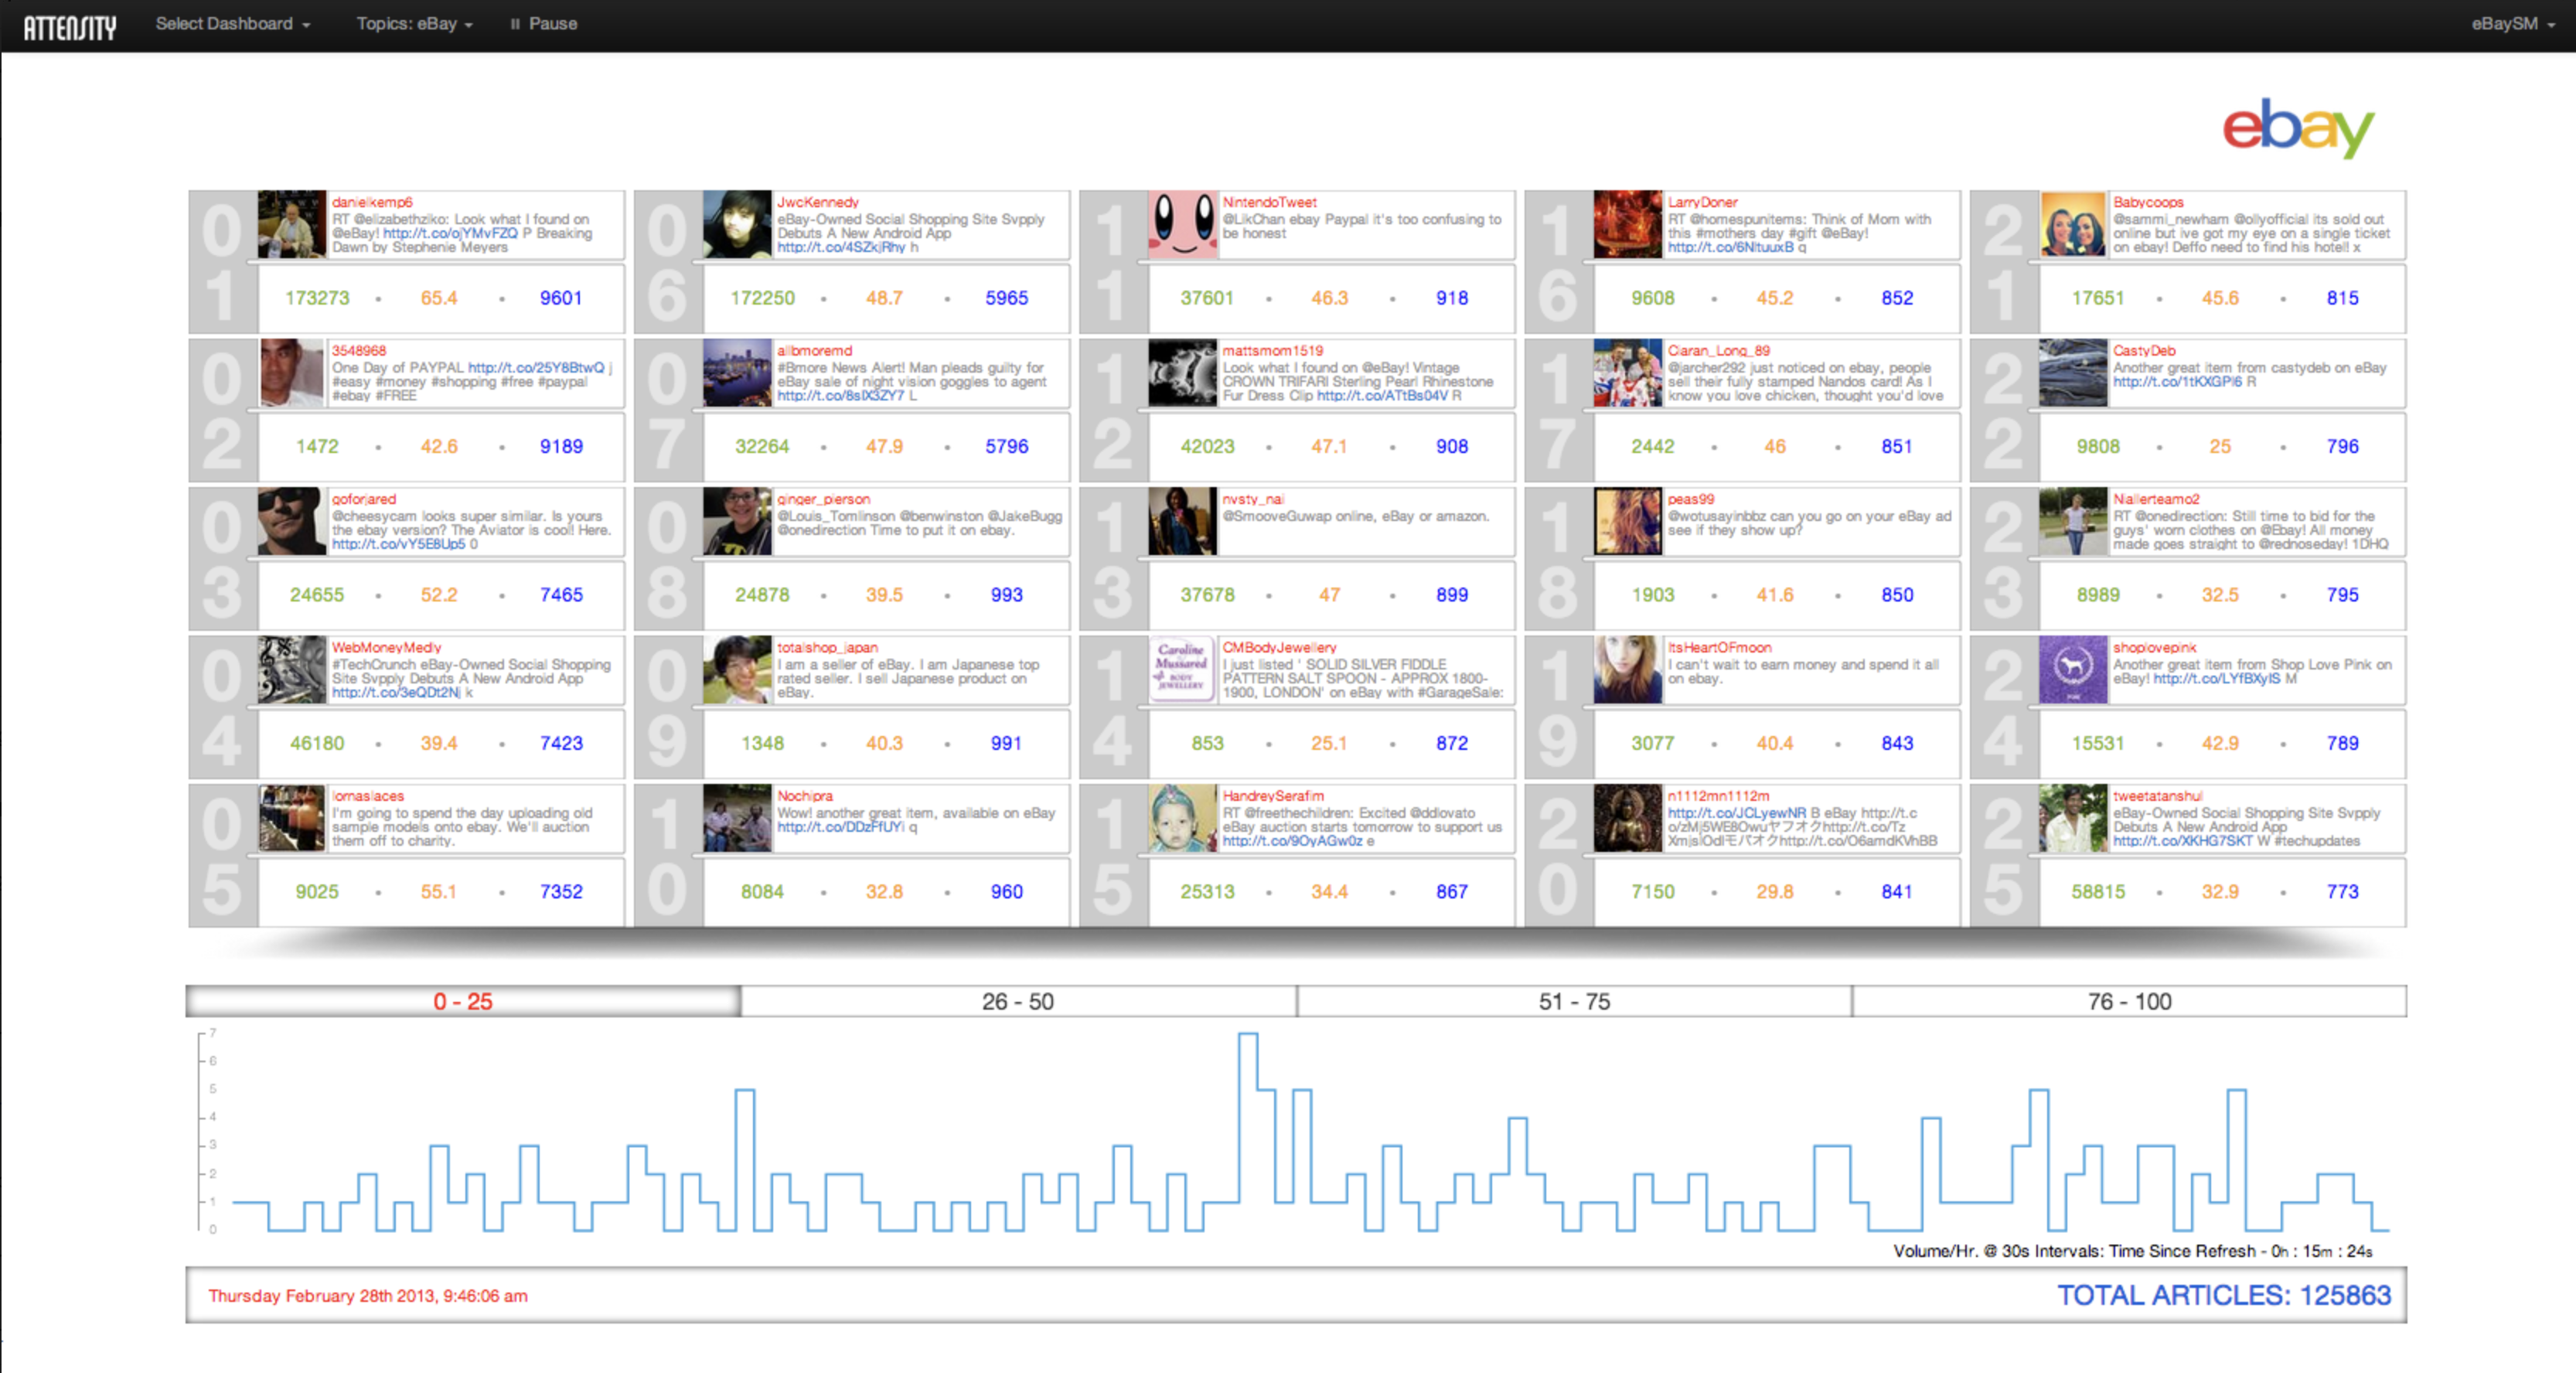 ATTENSITY Select Dashboard Topics: eBay Pause eBaySM
ebay
01
danielkemp6
RT @elizabethziko: Look what I found on
@eBay! http://t.co/ojYMvFZQ P Breaking
Dawn by Stephenie Meyers
173273 • 65.4 • 9601
06
JwcKennedy
eBay-Owned Social Shopping Site Svpply
Debuts A New Android App
http://t.co/4SZkjRhy h
172250 • 48.7 • 5965
11
NintendoTweet
@LikChan ebay Paypal it's too confusing to
be honest
37601 • 46.3 • 918
16
LarryDoner
RT @homespunitems: Think of Mom with
this #mothers day #gift @eBay!
http://t.co/6NltuuxB q
9608 • 45.2 • 852
21
Babycoops
@sammi_newham @ollyofficial its sold out
online but ive got my eye on a single ticket
on ebay! Deffo need to find his hotel! x
17651 • 45.6 • 815
02
3548968
One Day of PAYPAL http://t.co/25Y8BtwQ j
#easy #money #shopping #free #paypal
#ebay #FREE
1472 • 42.6 • 9189
07
allbmoremd
#Bmore News Alert! Man pleads guilty for
eBay sale of night vision goggles to agent
http://t.co/8slX3ZY7 L
32264 • 47.9 • 5796
12
mattsmom1519
Look what I found on @eBay! Vintage
CROWN TRIFARI Sterling Pearl Rhinestone
Fur Dress Clip http://t.co/ATtBs04V R
42023 • 47.1 • 908
17
Ciaran_Long_89
@jarcher292 just noticed on ebay, people
sell their fully stamped Nandos card! As I
know you love chicken, thought you'd love
2442 • 46 • 851
22
CastyDeb
Another great item from castydeb on eBay
http://t.co/1tKXGPl6 R
9808 • 25 • 796
03
goforjared
@cheesycam looks super similar. Is yours
the ebay version? The Aviator is cool! Here.
http://t.co/vY5E8Up5 0
24655 • 52.2 • 7465
08
ginger_pierson
@Louis_Tomlinson @benwinston @JakeBugg
@onedirection Time to put it on ebay.
24878 • 39.5 • 993
13
nvsty_nai
@SmooveGuwap online, eBay or amazon.
37678 • 47 • 899
18
peas99
@wotusayinbbz can you go on your eBay ad
see if they show up?
1903 • 41.6 • 850
23
Niallerteamo2
RT @onedirection: Still time to bid for the
guys' worn clothes on @Ebay! All money
made goes straight to @rednoseday! 1DHQ
8989 • 32.5 • 795
04
WebMoneyMedly
#TechCrunch eBay-Owned Social Shopping
Site Svpply Debuts A New Android App
http://t.co/3eQDt2Nj k
46180 • 39.4 • 7423
09
totalshop_japan
I am a seller of eBay. I am Japanese top
rated seller. I sell Japanese product on
eBay.
1348 • 40.3 • 991
14
Caroline
Mussared
BODY
JEWELLERY
CMBodyJewellery
I just listed ' SOLID SILVER FIDDLE
PATTERN SALT SPOON - APPROX 1800-
1900, LONDON' on eBay with #GarageSale:
853 • 25.1 • 872
19
ItsHeartOfmoon
I can't wait to earn money and spend it all
on ebay.
3077 • 40.4 • 843
24
shoplovepink
Another great item from Shop Love Pink on
eBay! http://t.co/LYfBXyIS M
15531 • 42.9 • 789
05
lornaslaces
I'm going to spend the day uploading old
sample models onto ebay. We'll auction
them off to charity.
9025 • 55.1 • 7352
10
Nochipra
Wow! another great item, available on eBay
http://t.co/DDzFfUYi q
8084 • 32.8 • 960
15
HandreySerafim
RT @freethechildren: Excited @ddlovato
eBay auction starts tomorrow to support us
http://t.co/9OyAGw0z e
25313 • 34.4 • 867
20
n1112mn1112m
http://t.co/JCLyewNR B eBay http://t.c
o/zMj5WE8Owuヤフオクhttp://t.co/Tz
XmjslOdlモバオクhttp://t.co/O6amdKVhBB
7150 • 29.8 • 841
25
tweetatanshul
eBay-Owned Social Shopping Site Svpply
Debuts A New Android App
http://t.co/XKHG7SKT W #techupdates
58815 • 32.9 • 773
0 - 25 26 - 50 51 - 75 76 - 100
7
6
5
4
3
2
1
0
Volume/Hr. @ 30s Intervals: Time Since Refresh - 0h : 15m : 24s
Thursday February 28th 2013, 9:46:06 am TOTAL ARTICLES: 125863